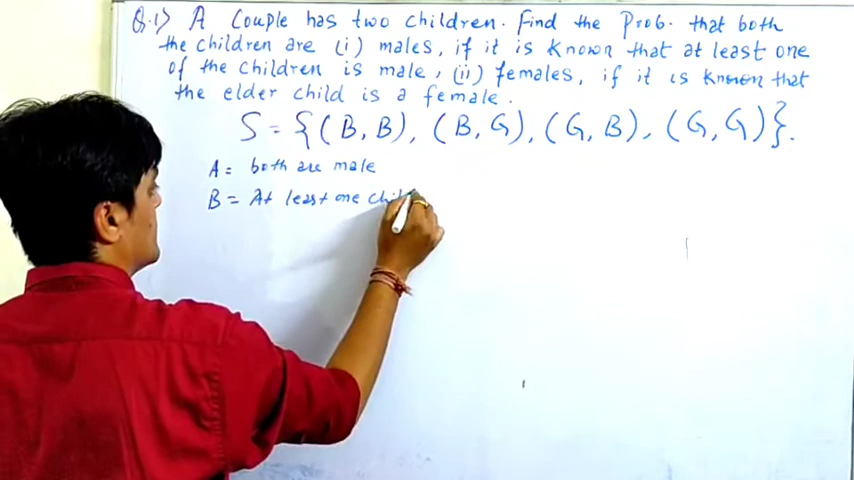 Q.1> A Couple has two children. Find the Prob. that both
the children are (i) males, if it is known that at least one
of the children is male, (ii) females, if it is known that
the elder child is a female.
S = {(B, B), (B, G), (G, B), (G, G)}.
A = both are male
B = At least one chil